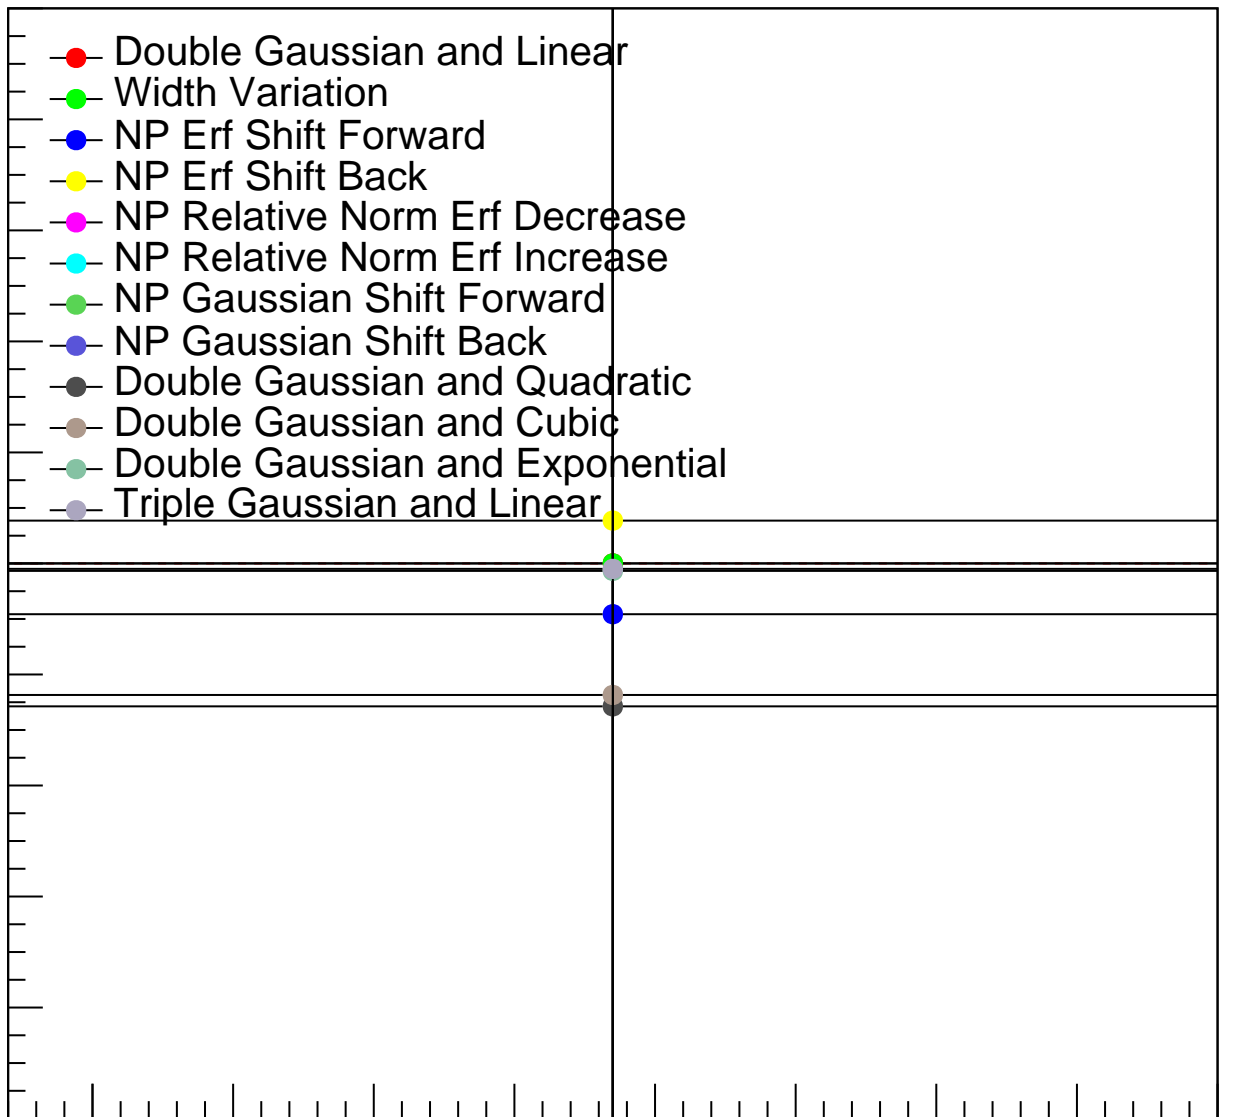 Double Gaussian and Linear
Width Variation
NP Erf Shift Forward
NP Erf Shift Back
NP Relative Norm Erf Decrease
NP Relative Norm Erf Increase
NP Gaussian Shift Forward
NP Gaussian Shift Back
Double Gaussian and Quadratic
Double Gaussian and Cubic
Double Gaussian and Exponential
Triple Gaussian and Linear